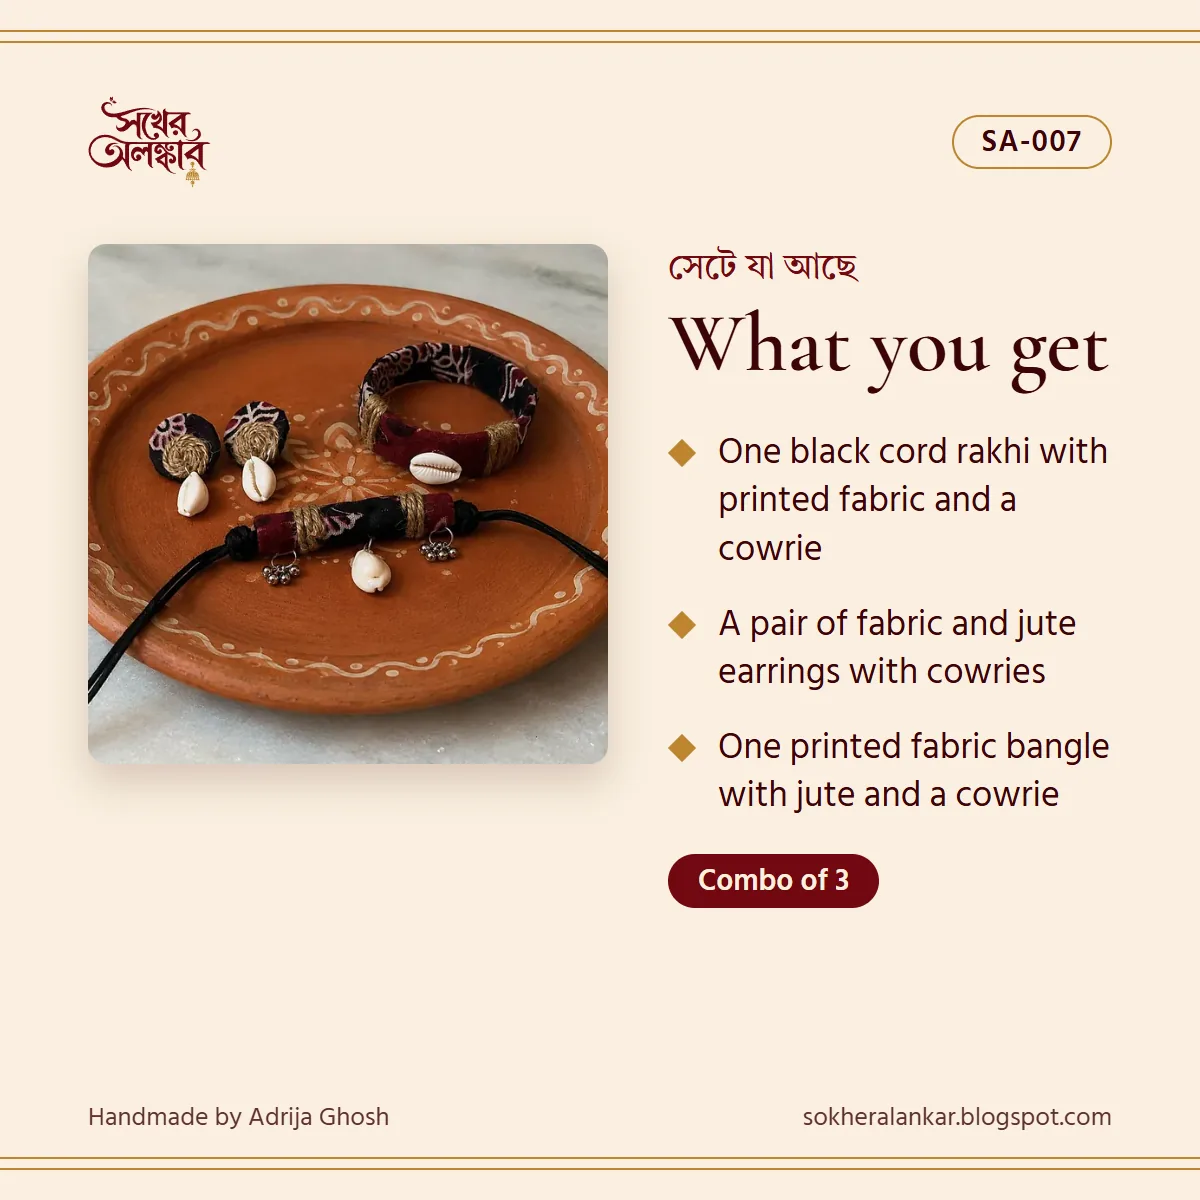 সখের
অলঙ্কার
SA-007
সেটে যা আছে
What you get
One black cord rakhi with
printed fabric and a
cowrie
A pair of fabric and jute
earrings with cowries
One printed fabric bangle
with jute and a cowrie
Combo of 3
Handmade by Adrija Ghosh
sokheralankar.blogspot.com